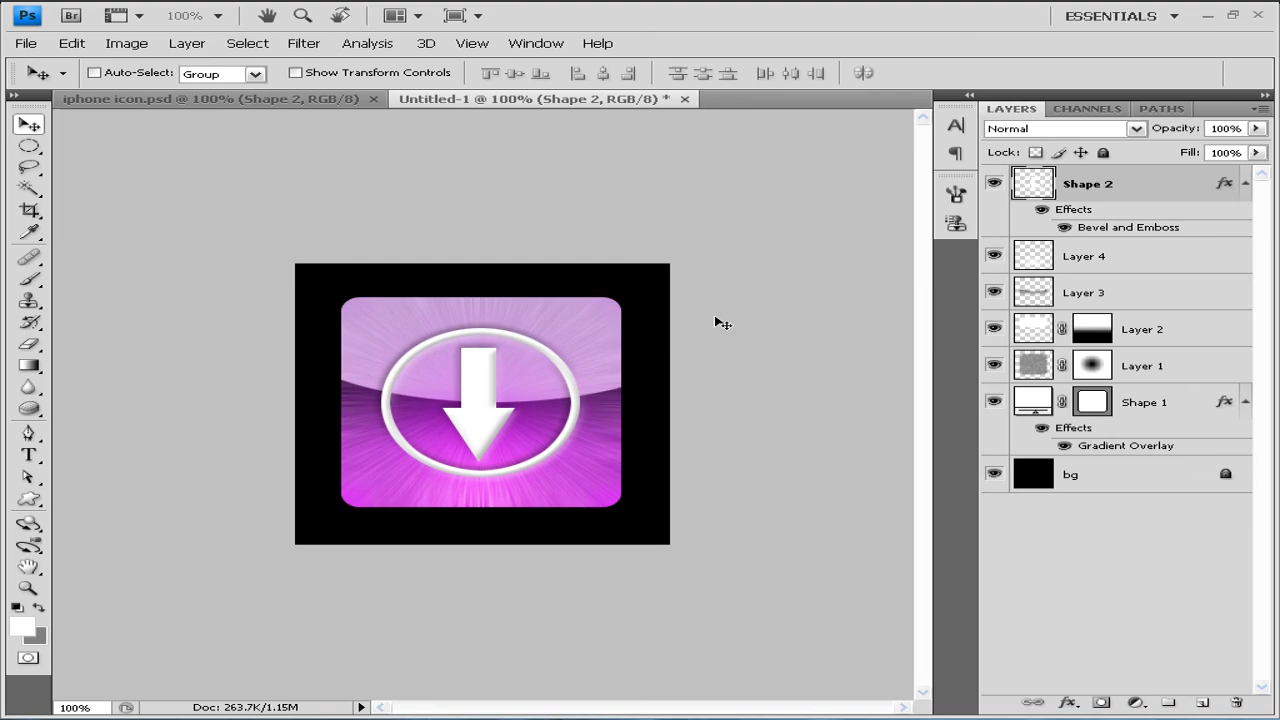 Ps Br 100% ESSENTIALS
File Edit Image Layer Select Filter Analysis 3D View Window Help
Auto-Select: Group Show Transform Controls
iphone icon.psd @ 100% (Shape 2, RGB/8) Untitled-1 @ 100% (Shape 2, RGB/8) *
LAYERS CHANNELS PATHS
Normal Opacity: 100%
Lock: Fill: 100%
Shape 2 fx
Effects
Bevel and Emboss
Layer 4
Layer 3
Layer 2
Layer 1
Shape 1 fx
Effects
Gradient Overlay
bg
100% Doc: 263.7K/1.15M